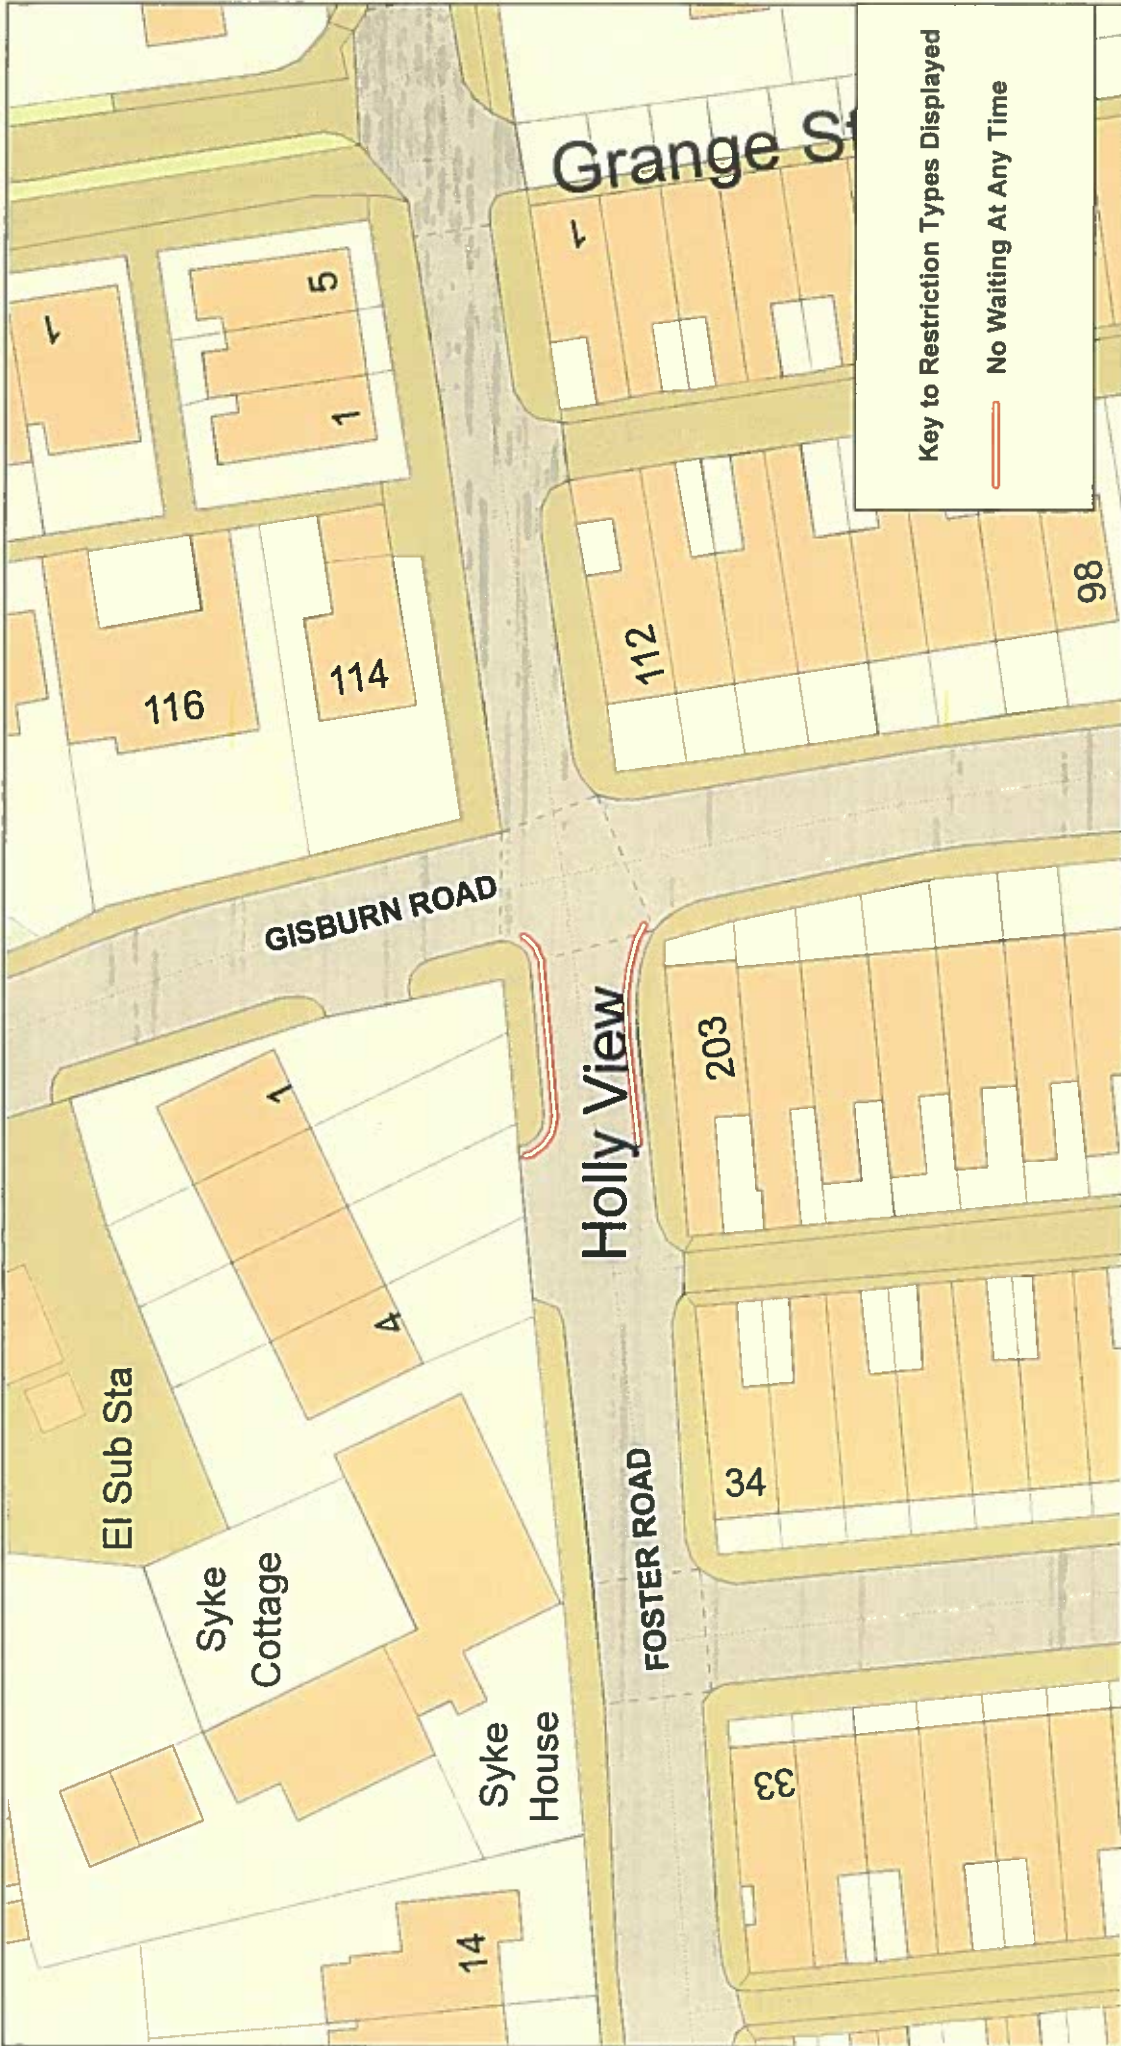 1
5
1
116
114
GISBURN ROAD
Grange St
1
112
98
Key to Restriction Types Displayed
No Waiting At Any Time
1
4
El Sub Sta
Holly View
203
Syke
Cottage
Syke
House
FOSTER ROAD
34
33
14